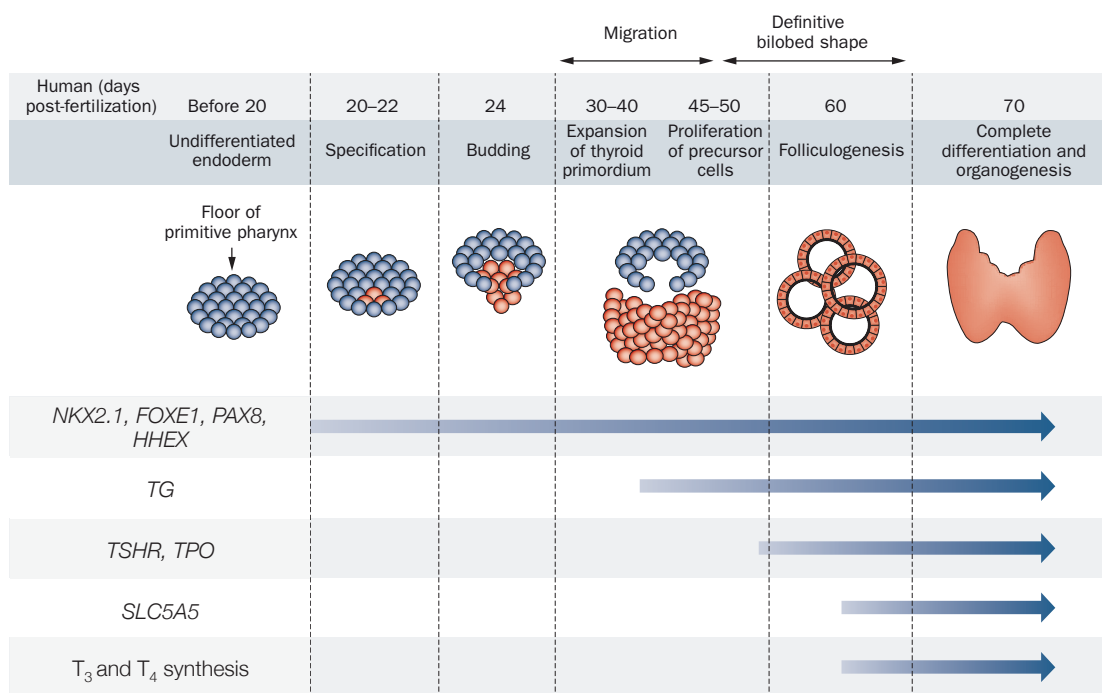 Migration
Definitive
bilobed shape
Human (days
post-fertilization)
Before 20
20–22
24
30–40
45–50
60
70
Undifferentiated
endoderm
Specification
Budding
Expansion
of thyroid
primordium
Proliferation
of precursor
cells
Folliculogenesis
Complete
differentiation and
organogenesis
Floor of
primitive pharynx
NKX2.1, FOXE1, PAX8,
HHEX
TG
TSHR, TPO
SLC5A5
T3 and T4 synthesis